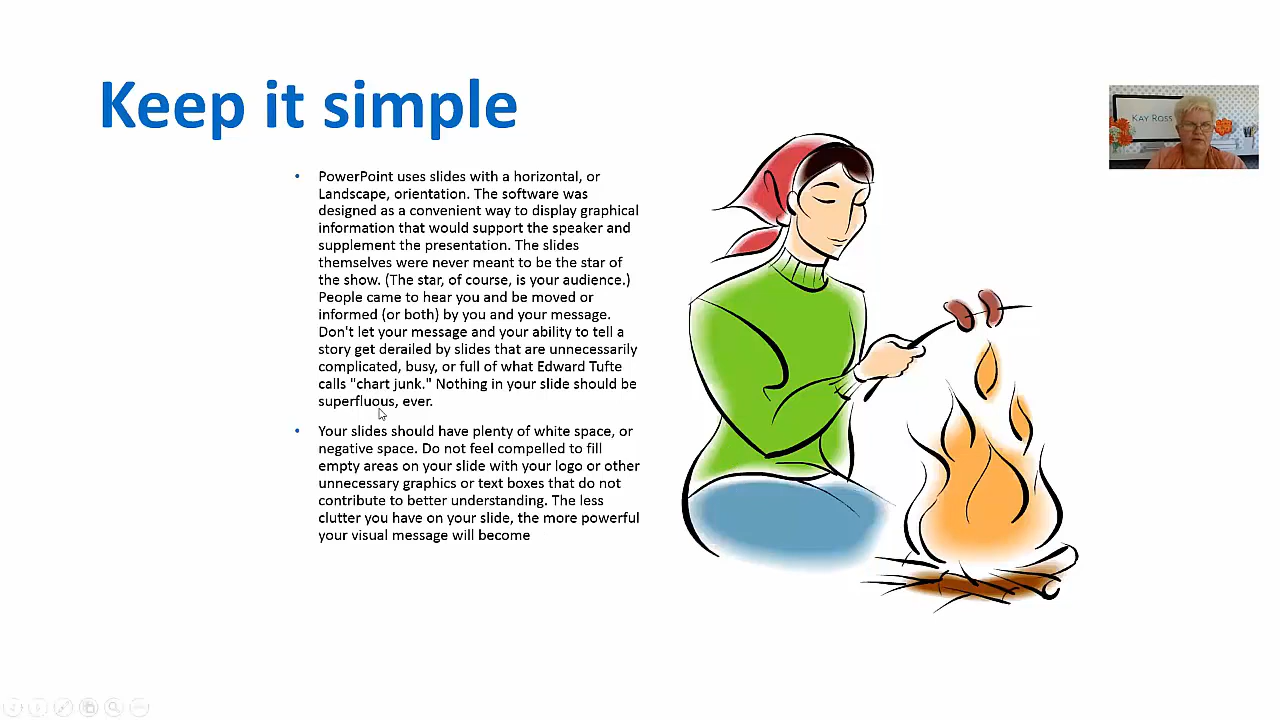 Keep it simple
KAY ROSS
• PowerPoint uses slides with a horizontal, or
Landscape, orientation. The software was
designed as a convenient way to display graphical
information that would support the speaker and
supplement the presentation. The slides
themselves were never meant to be the star of
the show. (The star, of course, is your audience.)
People came to hear you and be moved or
informed (or both) by you and your message.
Don't let your message and your ability to tell a
story get derailed by slides that are unnecessarily
complicated, busy, or full of what Edward Tufte
calls "chart junk." Nothing in your slide should be
superfluous, ever.
• Your slides should have plenty of white space, or
negative space. Do not feel compelled to fill
empty areas on your slide with your logo or other
unnecessary graphics or text boxes that do not
contribute to better understanding. The less
clutter you have on your slide, the more powerful
your visual message will become